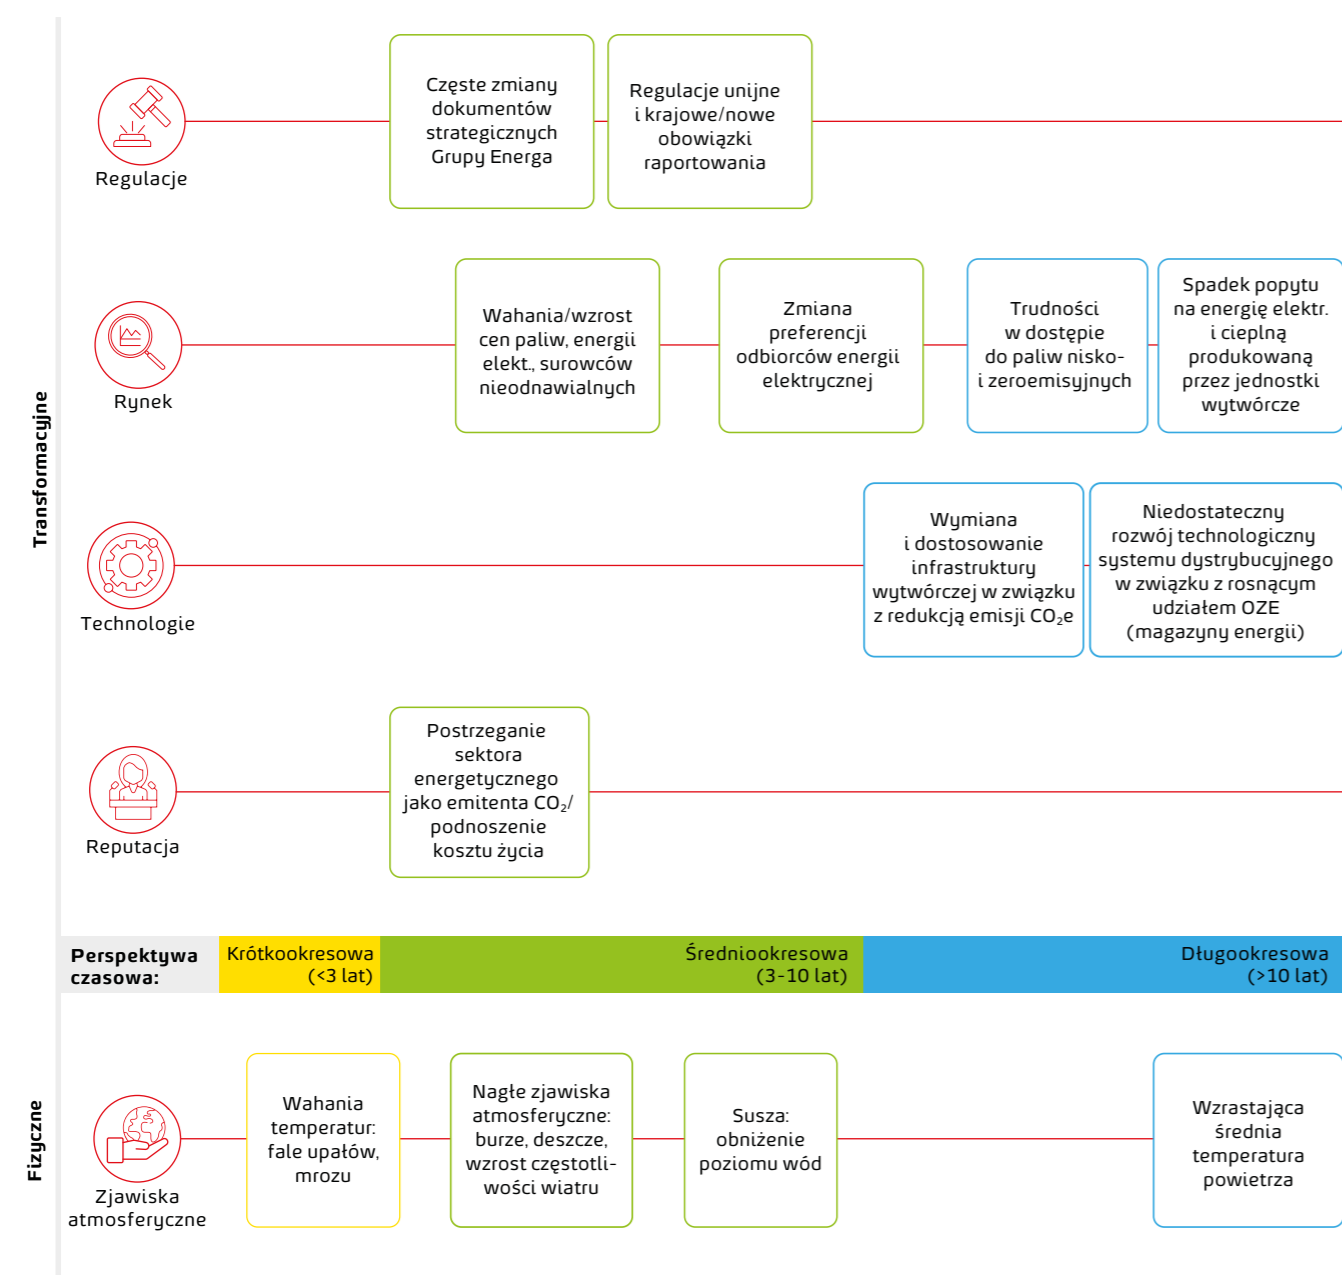 Transformacyjne
Regulacje
Częste zmiany
dokumentów
strategicznych
Grupy Energa
Regulacje unijne
i krajowe/nowe
obowiązki
raportowania
Rynek
Wahania/wzrost
cen paliw, energii
elekt., surowców
nieodnawialnych
Zmiana
preferencji
odbiorców energii
elektrycznej
Trudności
w dostępie
do paliw nisko-
i zeroemisyjnych
Spadek popytu
na energię elektr.
i cieplną
produkowaną
przez jednostki
wytwórcze
Technologie
Wymiana
i dostosowanie
infrastruktury
wytwórczej w związku
z redukcją emisji CO₂e
Niedostateczny
rozwój technologiczny
systemu dystrybucyjnego
w związku z rosnącym
udziałem OZE
(magazyny energii)
Reputacja
Postrzeganie
sektora
energetycznego
jako emitenta CO₂/
podnoszenie
kosztu życia
Perspektywa
czasowa:
Krótkookresowa
(<3 lat)
Średniookresowa
(3-10 lat)
Długookresowa
(>10 lat)
Fizyczne
Zjawiska
atmosferyczne
Wahania
temperatur:
fale upałów,
mrozu
Nagłe zjawiska
atmosferyczne:
burze, deszcze,
wzrost częstotli-
wości wiatru
Susza:
obniżenie
poziomu wód
Wzrastająca
średnia
temperatura
powietrza